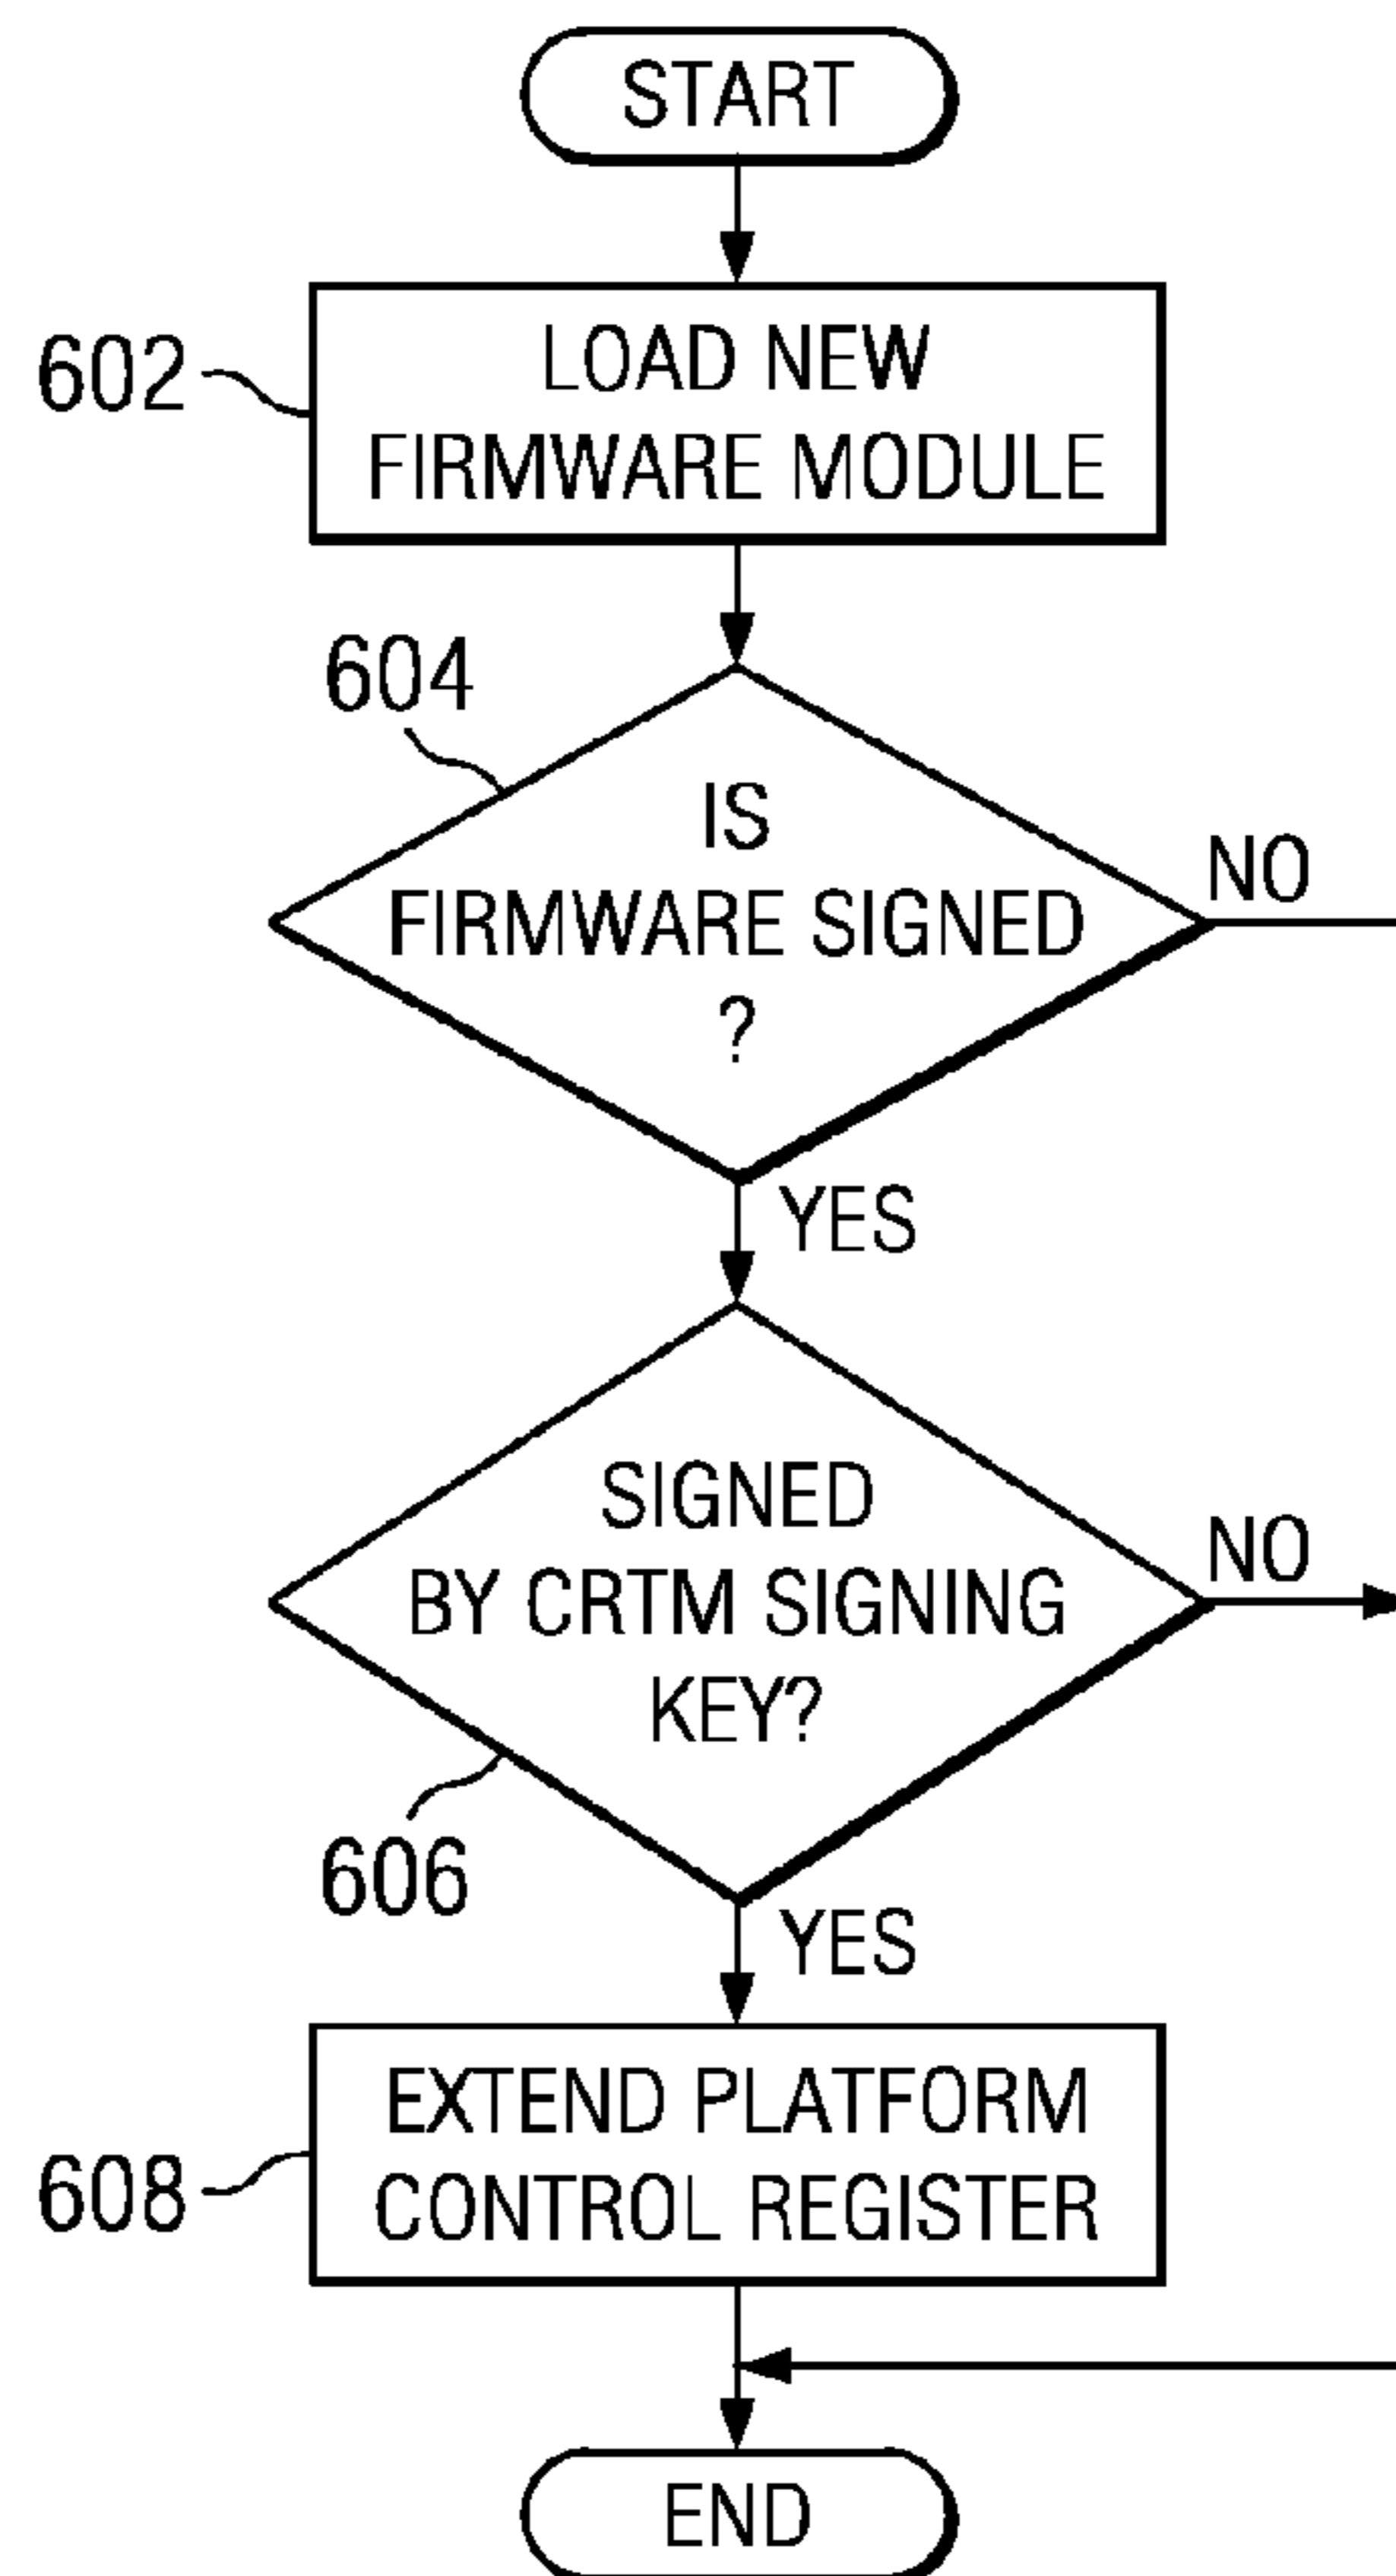 START
602
LOAD NEW
FIRMWARE MODULE
604
IS
FIRMWARE SIGNED
?
NO
YES
SIGNED
BY CRTM SIGNING
KEY?
NO
606
YES
608
EXTEND PLATFORM
CONTROL REGISTER
END